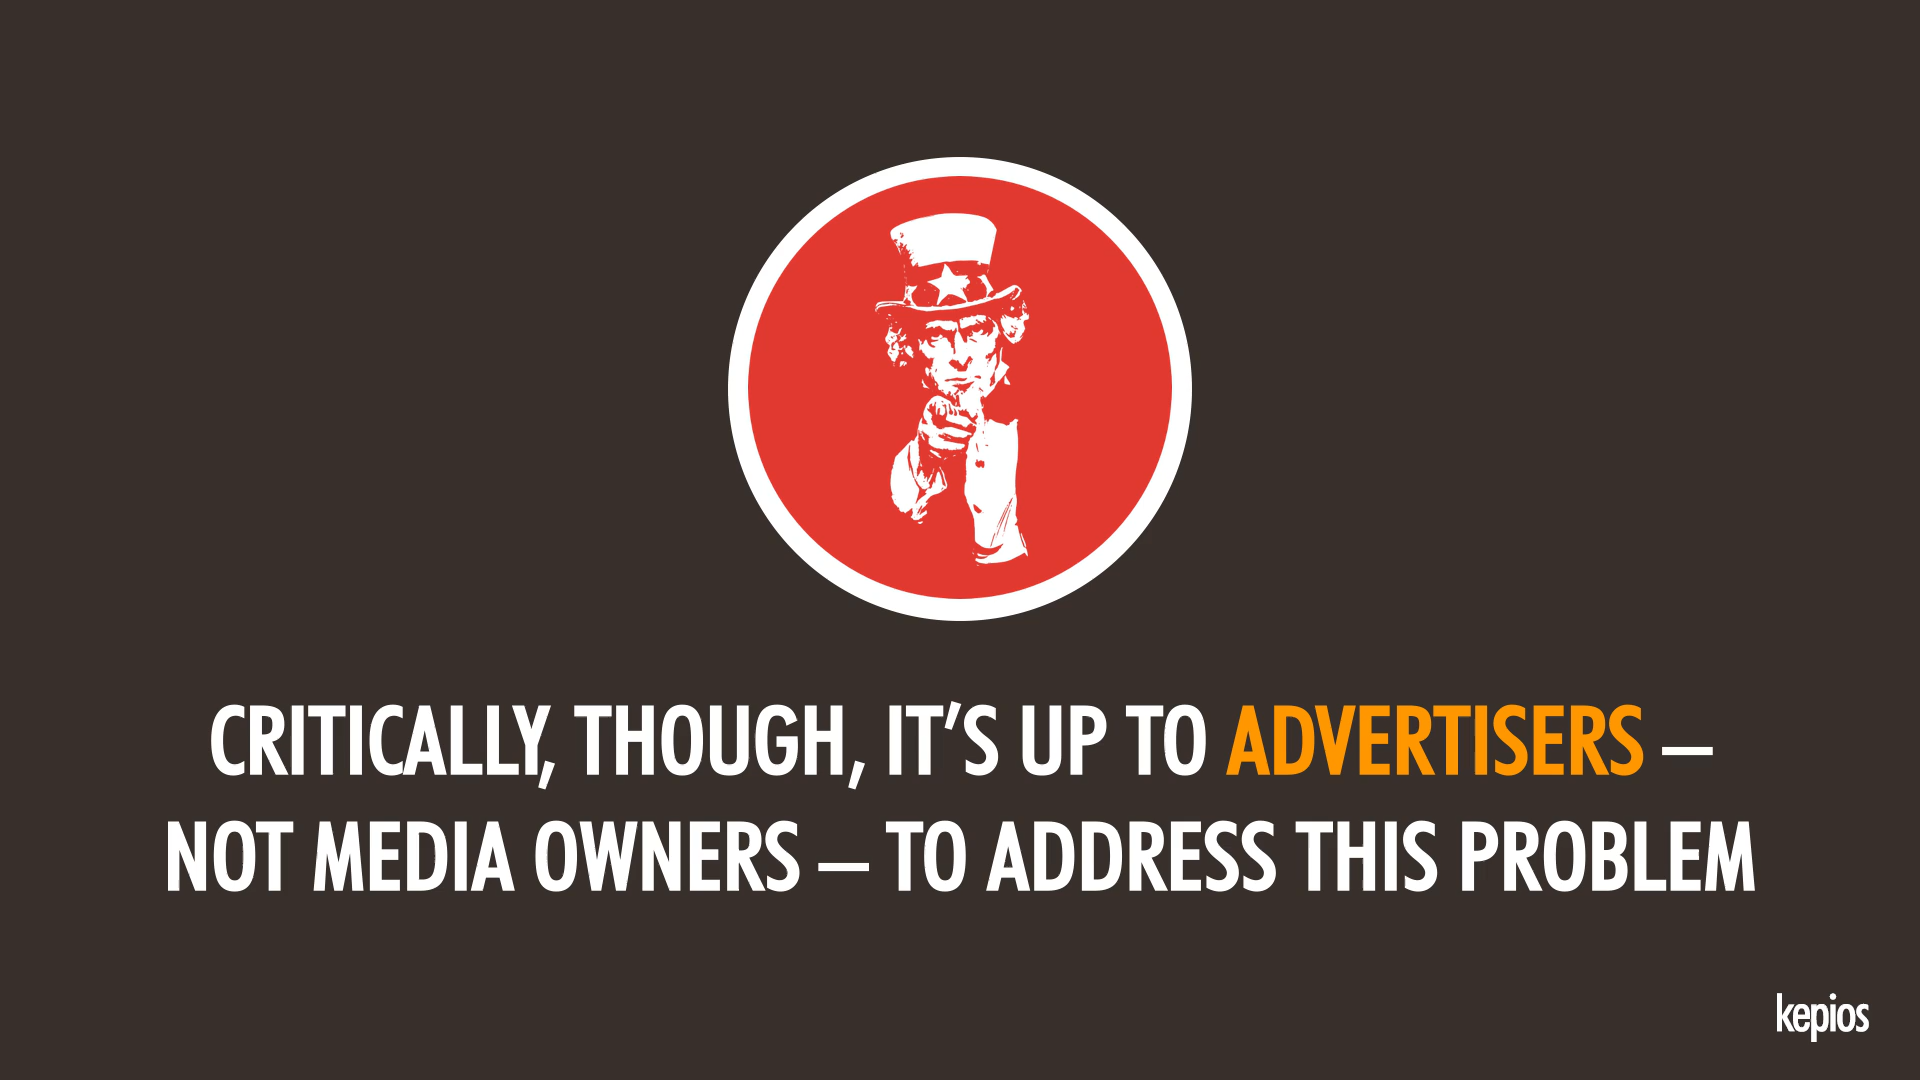 CRITICALLY, THOUGH, IT’S UP TO ADVERTISERS –
NOT MEDIA OWNERS – TO ADDRESS THIS PROBLEM
kepios